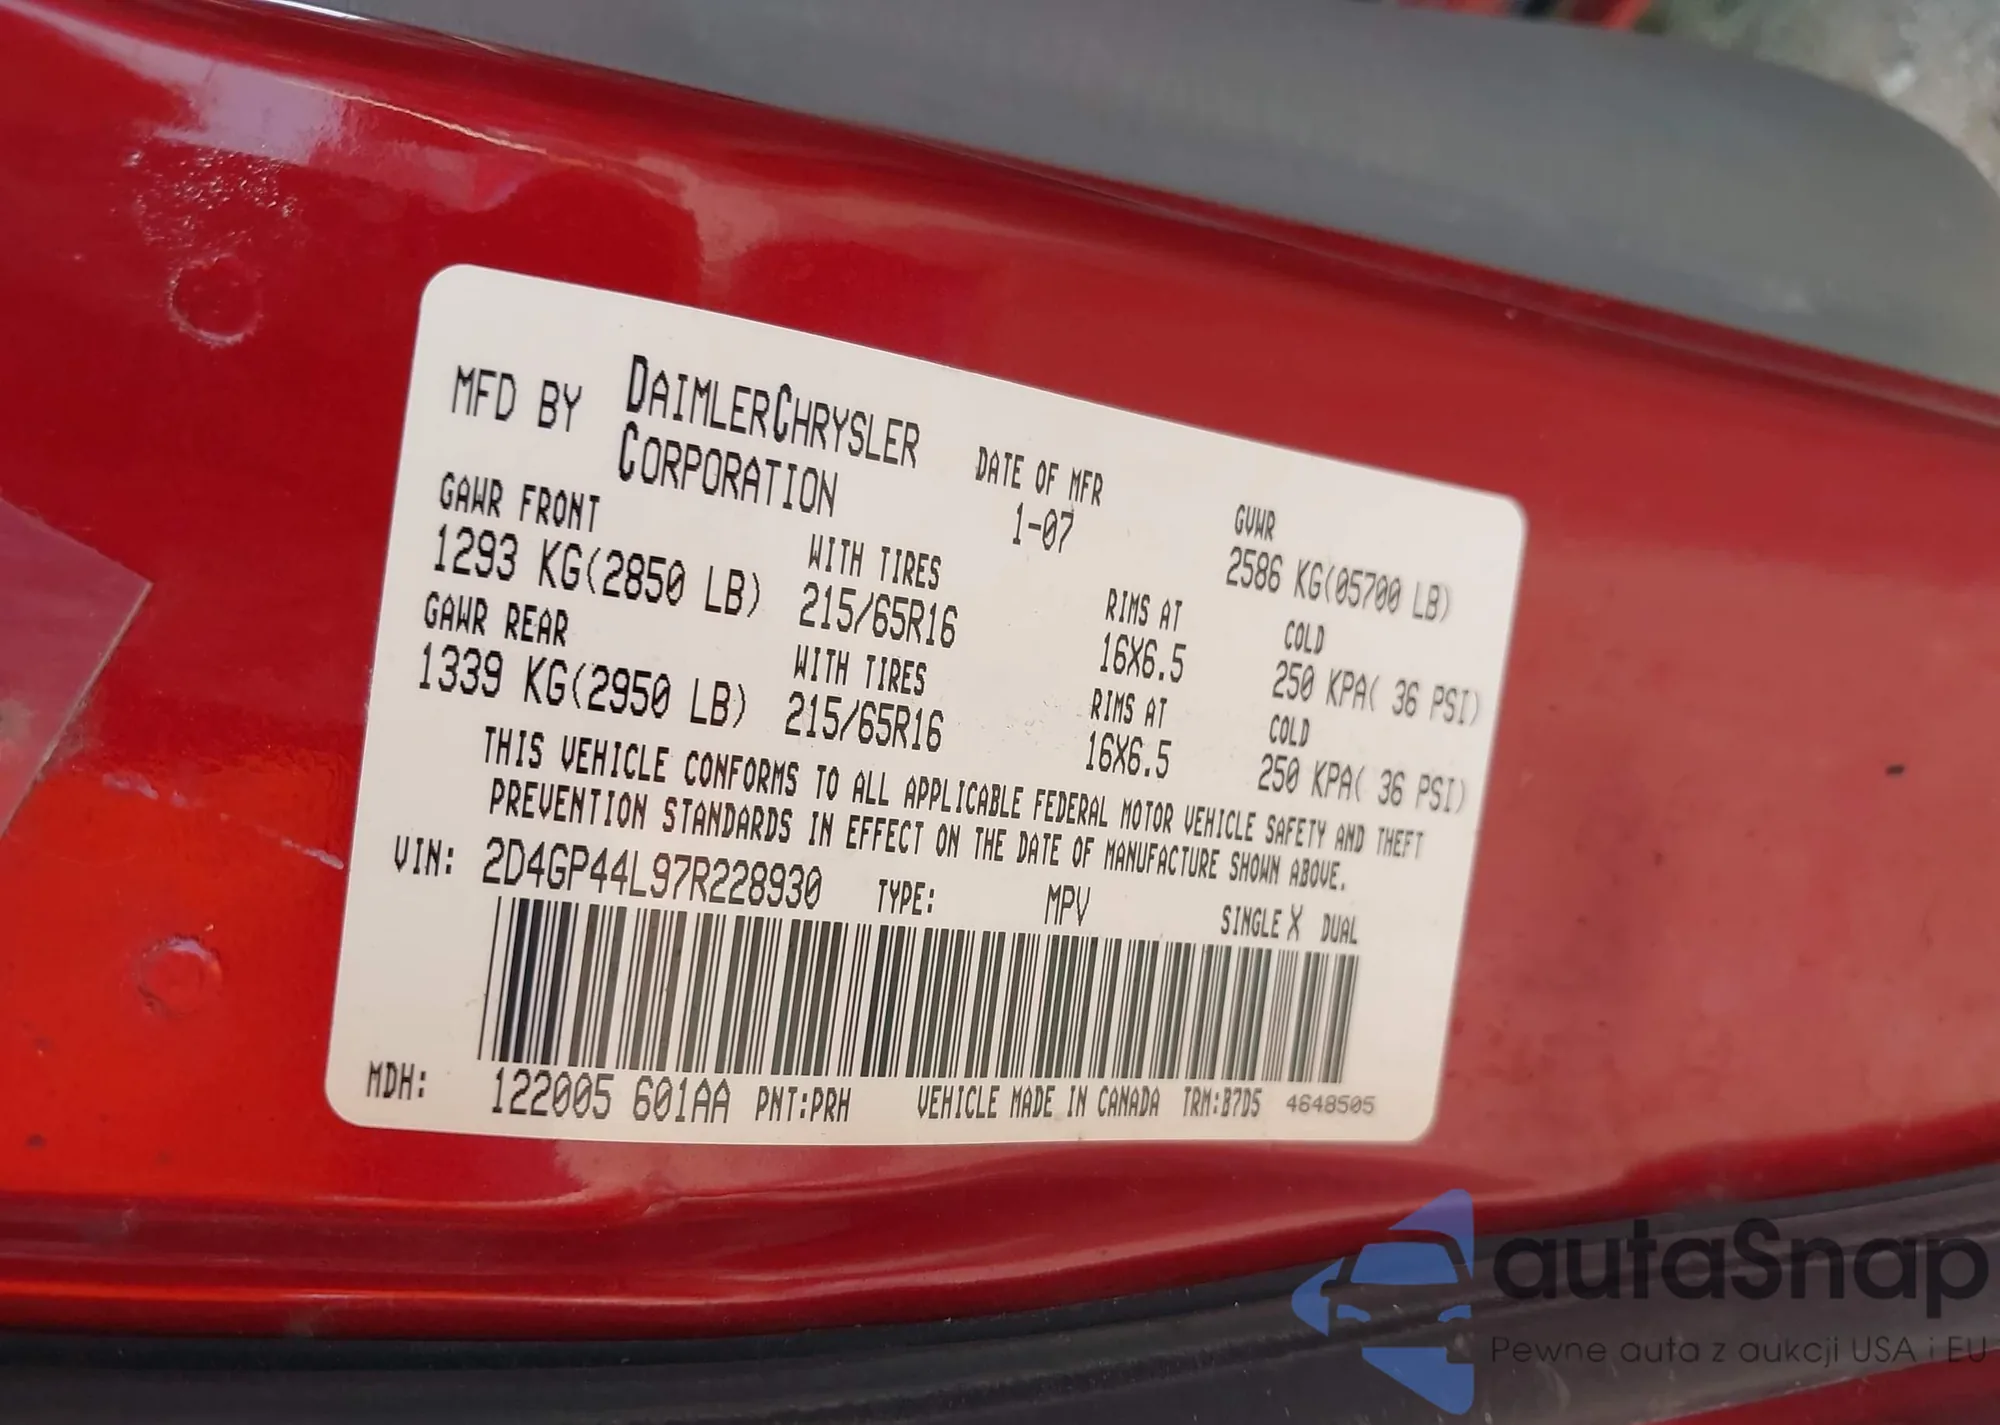 MFD BY DAIMLERCHRYSLER CORPORATION
DATE OF MFR 1-07
GVWR 2586 KG(05700 LB)
GAWR FRONT WITH TIRES RIMS AT COLD
1293 KG(2850 LB) 215/65R16 16X6.5 250 KPA( 36 PSI)
GAWR REAR WITH TIRES RIMS AT COLD
1339 KG(2950 LB) 215/65R16 16X6.5 250 KPA( 36 PSI)
THIS VEHICLE CONFORMS TO ALL APPLICABLE FEDERAL MOTOR VEHICLE SAFETY AND THEFT
PREVENTION STANDARDS IN EFFECT ON THE DATE OF MANUFACTURE SHOWN ABOVE.
VIN: 2D4GP44L97R228930 TYPE: MPV SINGLE X DUAL
MDH: 122005 601AA PNT:PRH VEHICLE MADE IN CANADA TRM:B7D5 4648505
autaSnap
Pewne auta z aukcji USA i EU